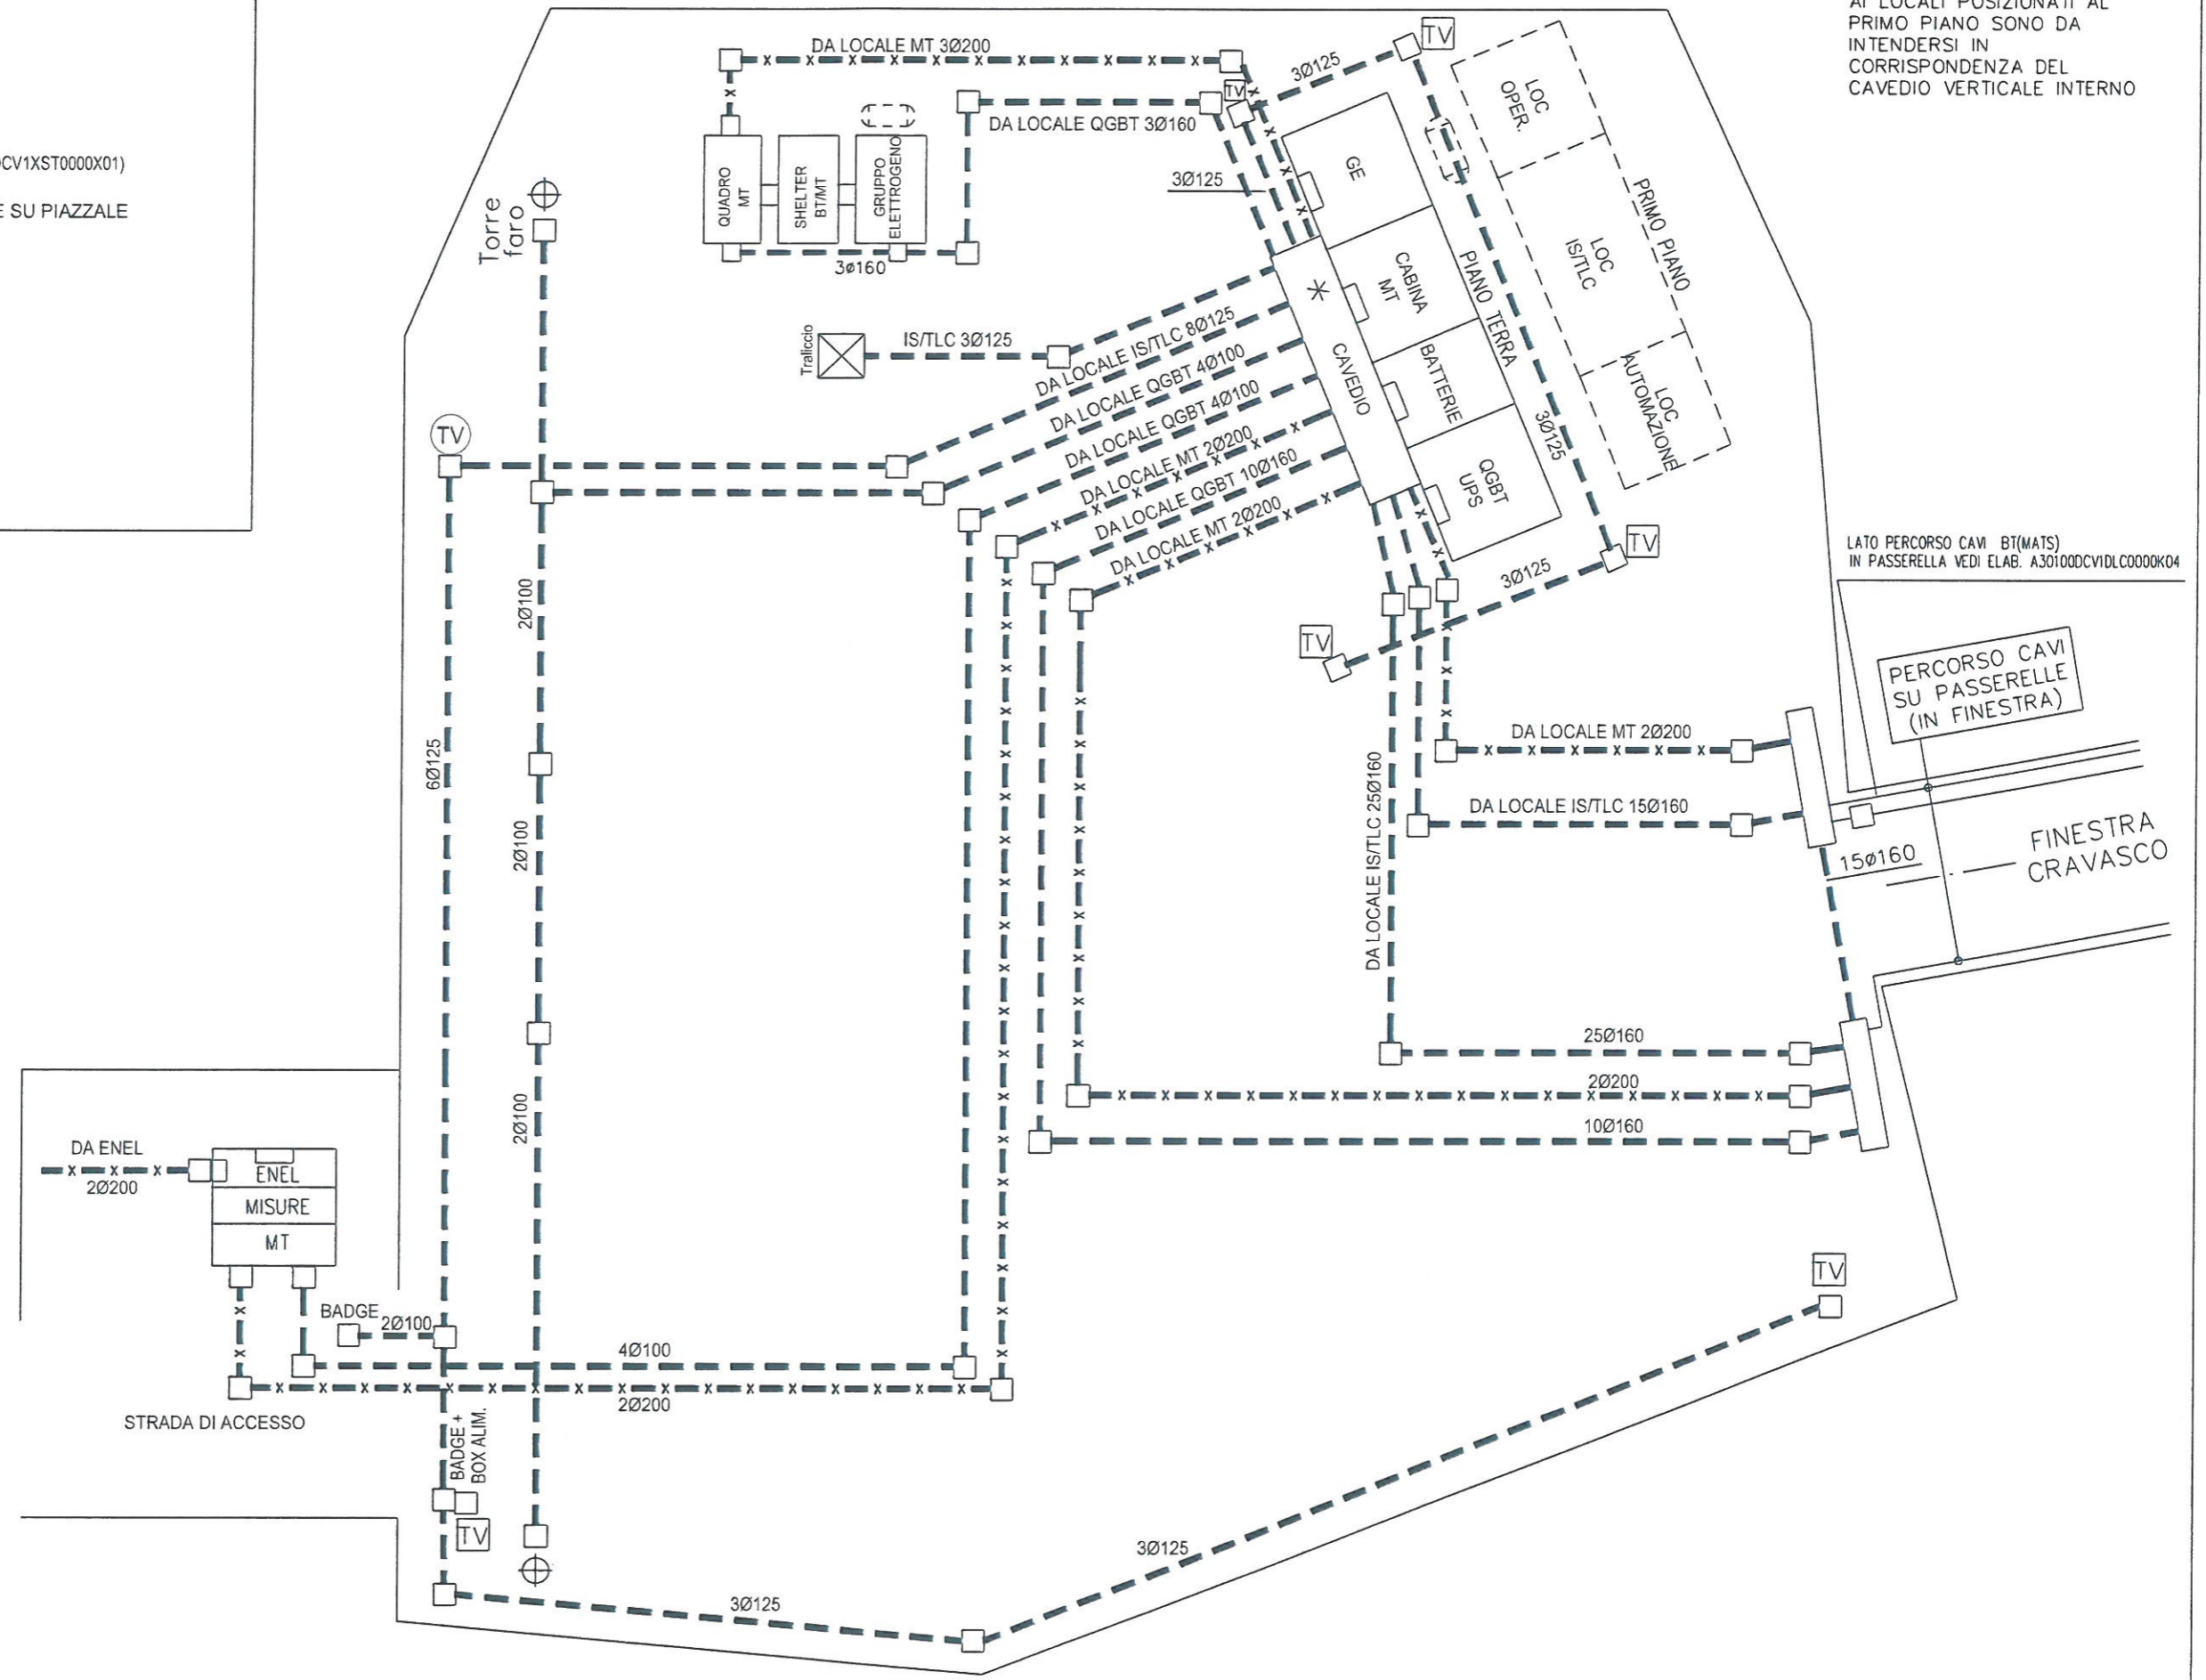 AI LOCALI POSIZIONATI AL
PRIMO PIANO SONO DA
INTENDERSI IN
CORRISPONDENZA DEL
CAVEDIO VERTICALE INTERNO
CV1XST0000X01)
E SU PIAZZALE
DA LOCALE MT 3Ø200
TV
3Ø125
TV
DA LOCALE QGBT 3Ø160
3Ø125
QUADRO
MT
SHELTER
BT/MT
GRUPPO
ELETTROGENO
3ø160
Torre
faro
GE
CABINA
MT
BATTERIE
QGBT
UPS
PIANO TERRA
CAVEDIO
*
LOC
OPER.
LOC
IS/TLC
LOC
AUTOMAZIONE
PRIMO PIANO
3Ø125
Traliccio
IS/TLC 3Ø125
DA LOCALE IS/TLC 8Ø125
DA LOCALE QGBT 4Ø100
DA LOCALE QGBT 4Ø100
DA LOCALE MT 2Ø200
DA LOCALE QGBT 10Ø160
DA LOCALE MT 2Ø200
TV
TV
3Ø125
TV
LATO PERCORSO CAVI BT(MATS)
IN PASSERELLA VEDI ELAB. A30100DCV1DLC0000K04
PERCORSO CAVI
SU PASSERELLE
(IN FINESTRA)
2Ø100
6Ø125
2Ø100
2Ø100
DA LOCALE MT 2Ø200
DA LOCALE IS/TLC 15Ø160
DA LOCALE IS/TLC 25Ø160
15ø160
FINESTRA
CRAVASCO
25Ø160
2Ø200
10Ø160
DA ENEL
2Ø200
ENEL
MISURE
MT
BADGE
2Ø100
4Ø100
2Ø200
STRADA DI ACCESSO
BADGE +
BOX ALIM.
TV
TV
3Ø125
3Ø125